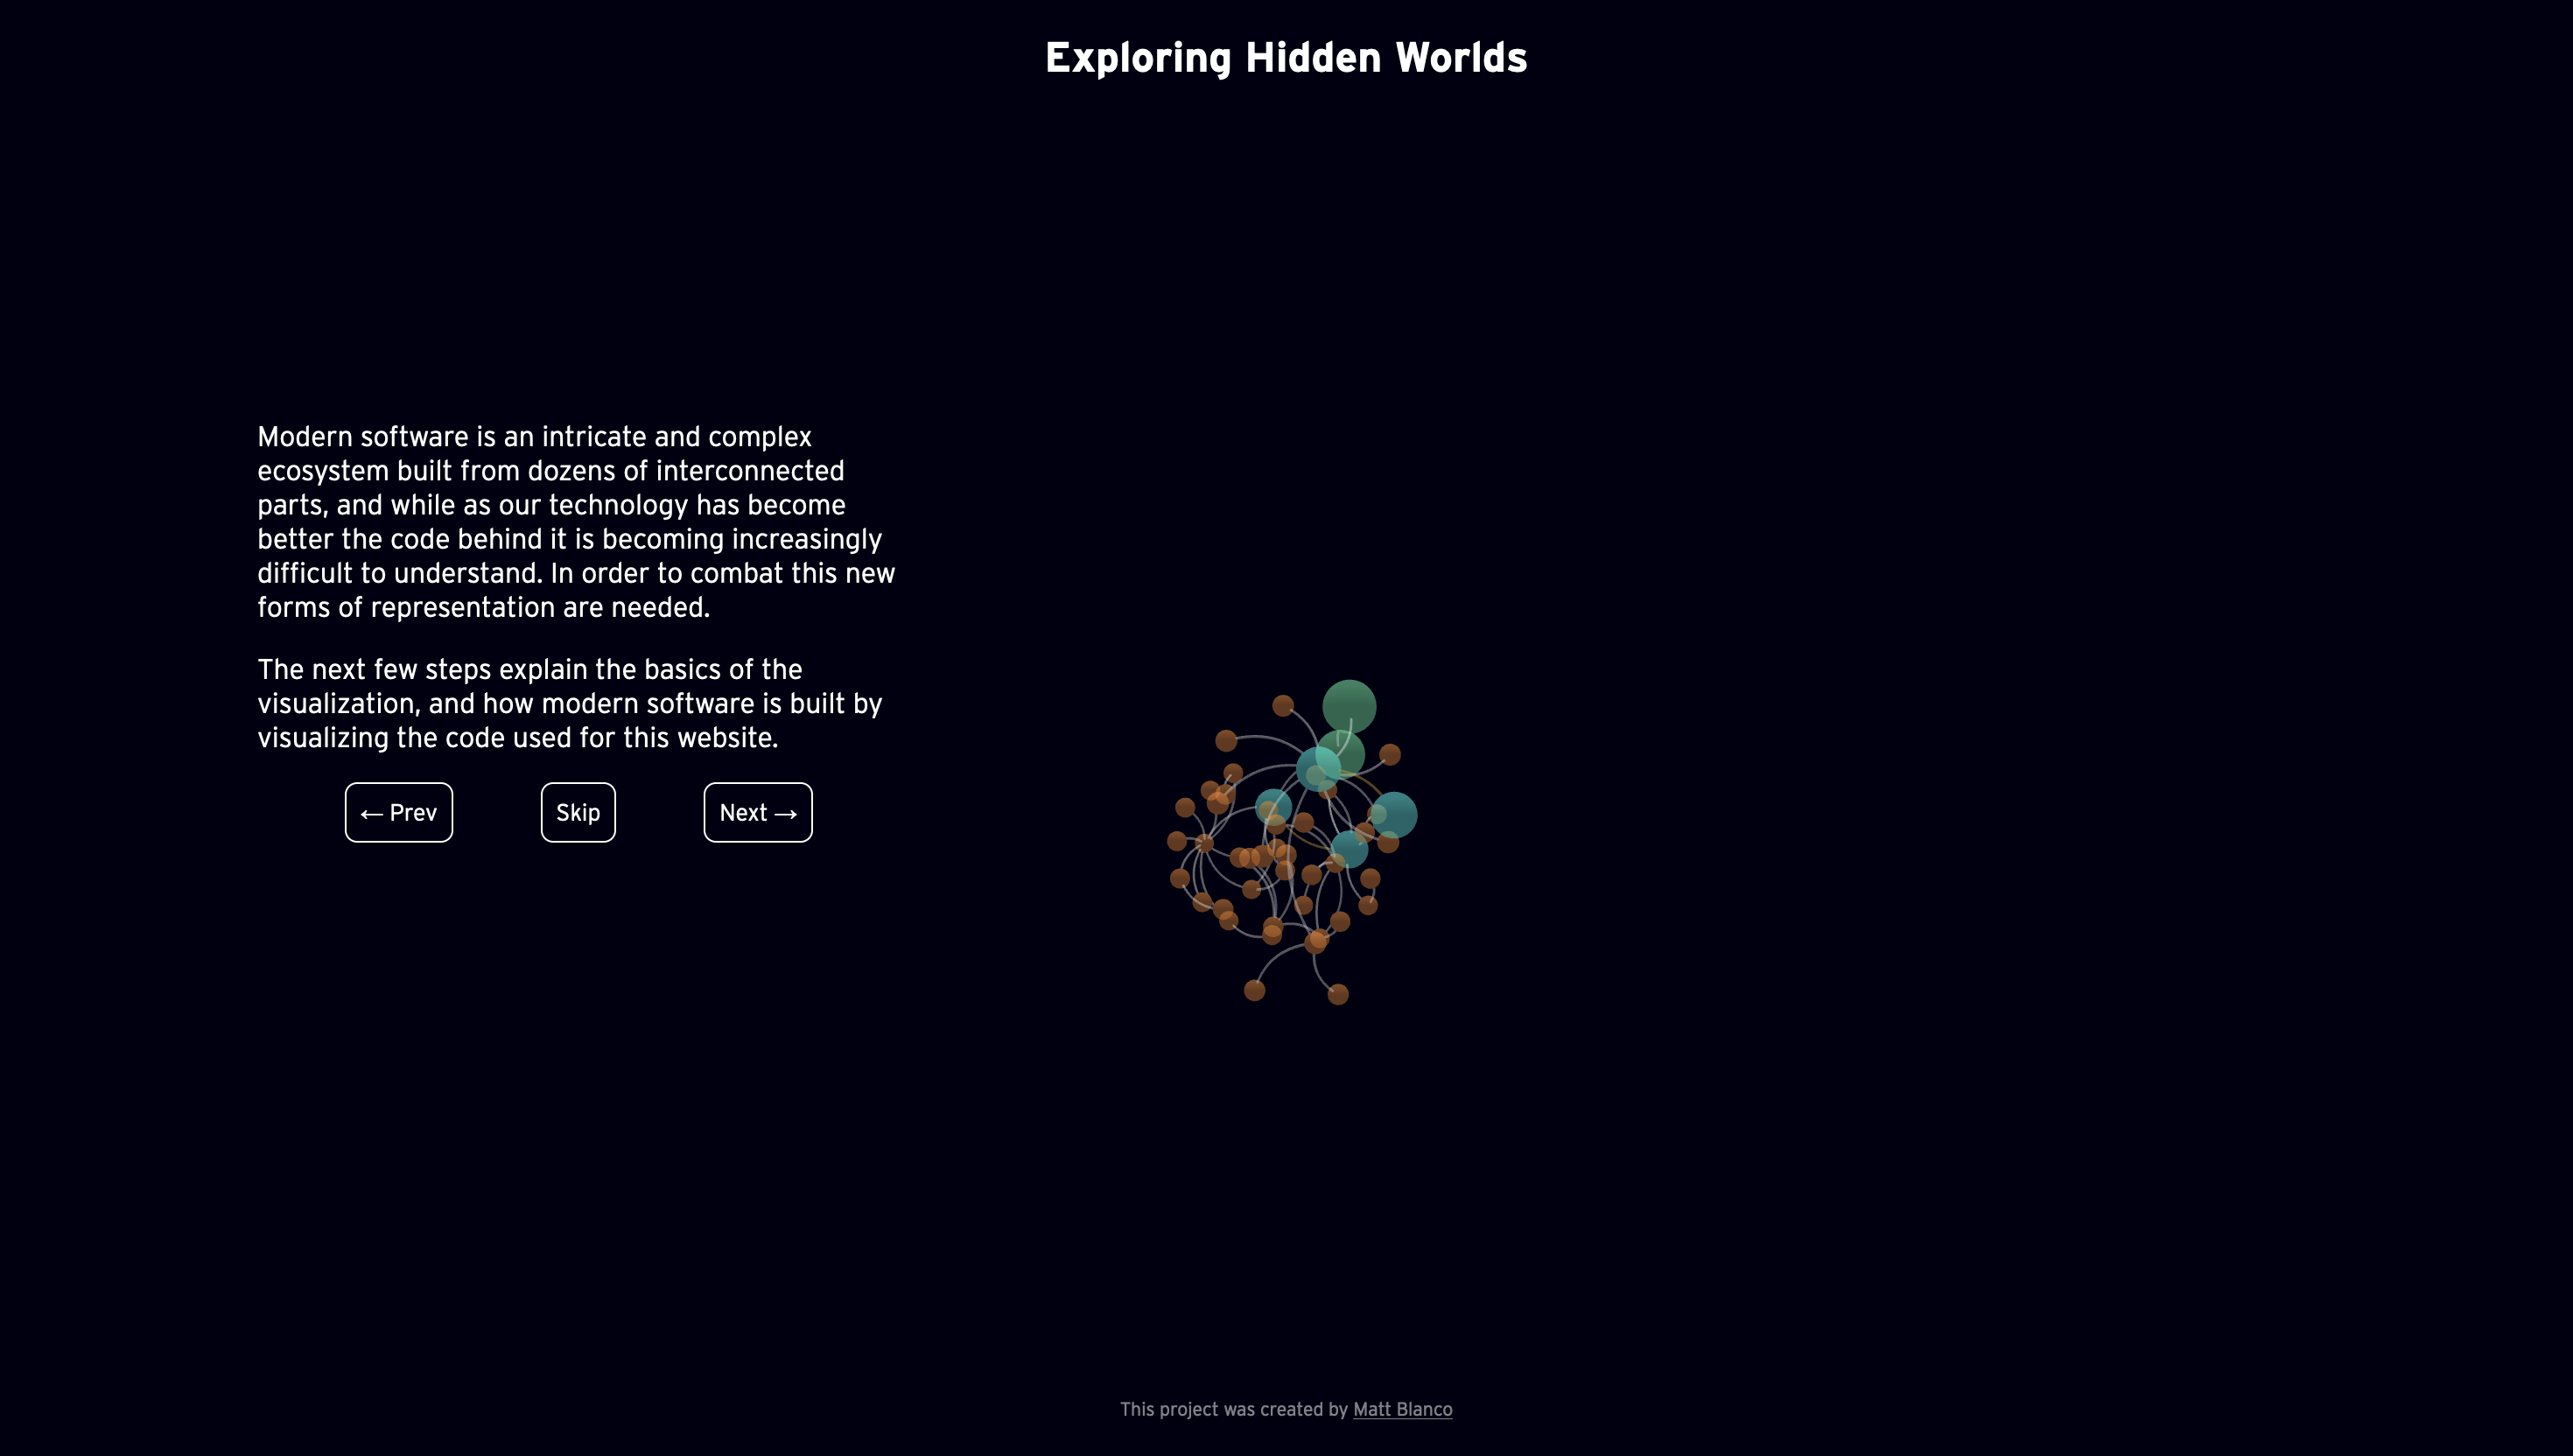 Exploring Hidden Worlds
Modern software is an intricate and complex
ecosystem built from dozens of interconnected
parts, and while as our technology has become
better the code behind it is becoming increasingly
difficult to understand. In order to combat this new
forms of representation are needed.
The next few steps explain the basics of the
visualization, and how modern software is built by
visualizing the code used for this website.
← Prev
Skip
Next →
This project was created by Matt Blanco